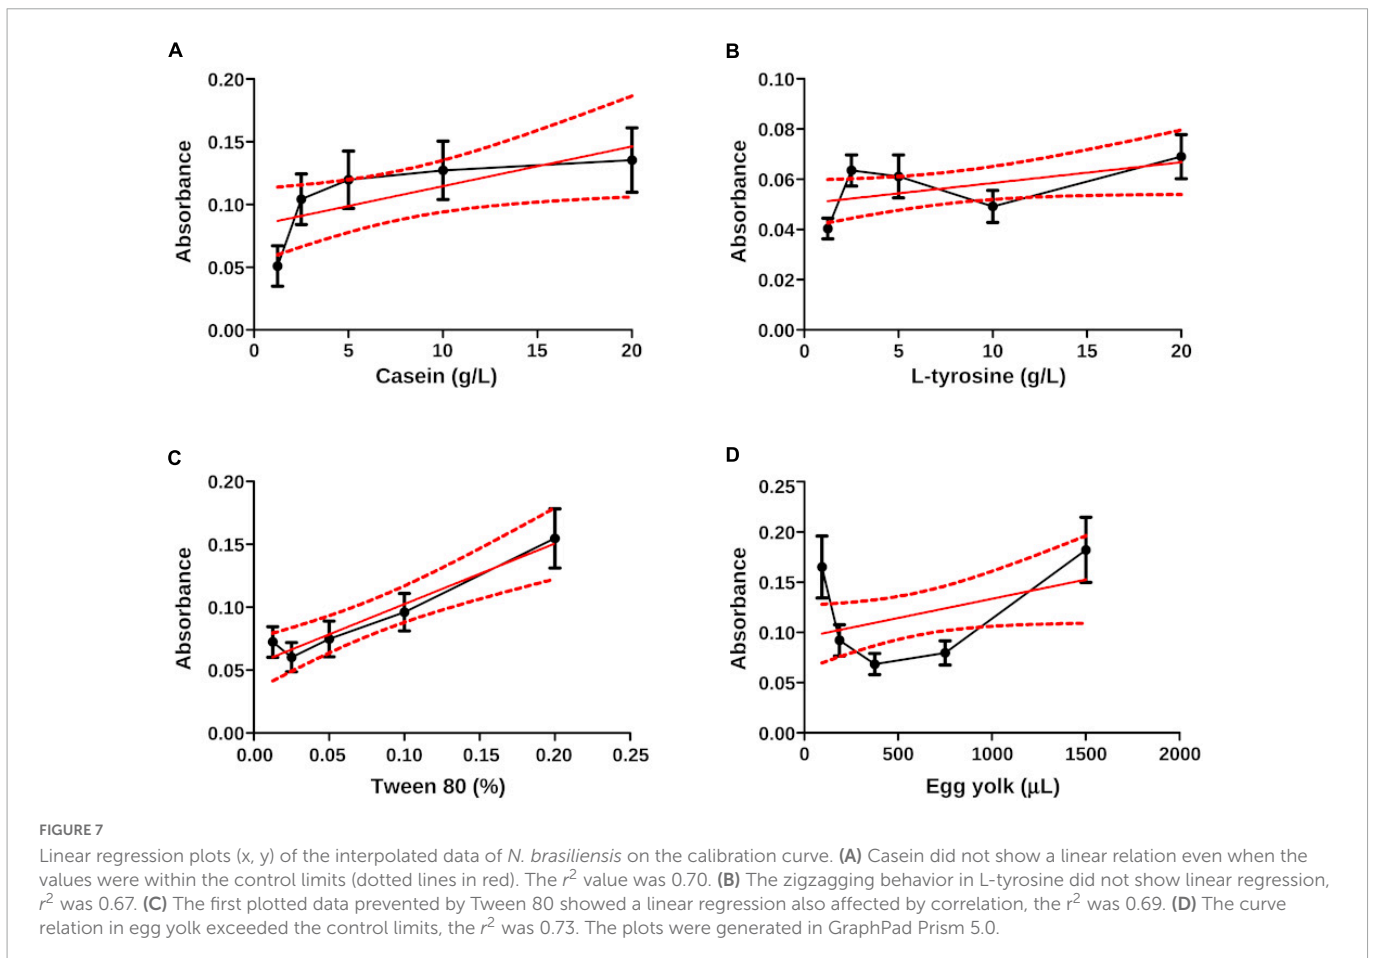 A
0.20
0.15
0.10
0.05
0.00
Absorbance
0
5
10
15
20
Casein (g/L)
B
0.10
0.08
0.06
0.04
0.02
0.00
Absorbance
0
5
10
15
20
L-tyrosine (g/L)
C
0.20
0.15
0.10
0.05
0.00
Absorbance
0.00
0.05
0.10
0.15
0.20
0.25
Tween 80 (%)
D
0.25
0.20
0.15
0.10
0.05
0.00
Absorbance
0
500
1000
1500
2000
Egg yolk (μL)
FIGURE 7
Linear regression plots (x, y) of the interpolated data of N. brasiliensis on the calibration curve. (A) Casein did not show a linear relation even when the
values were within the control limits (dotted lines in red). The r² value was 0.70. (B) The zigzagging behavior in L-tyrosine did not show linear regression,
r² was 0.67. (C) The first plotted data prevented by Tween 80 showed a linear regression also affected by correlation, the r² was 0.69. (D) The curve
relation in egg yolk exceeded the control limits, the r² was 0.73. The plots were generated in GraphPad Prism 5.0.